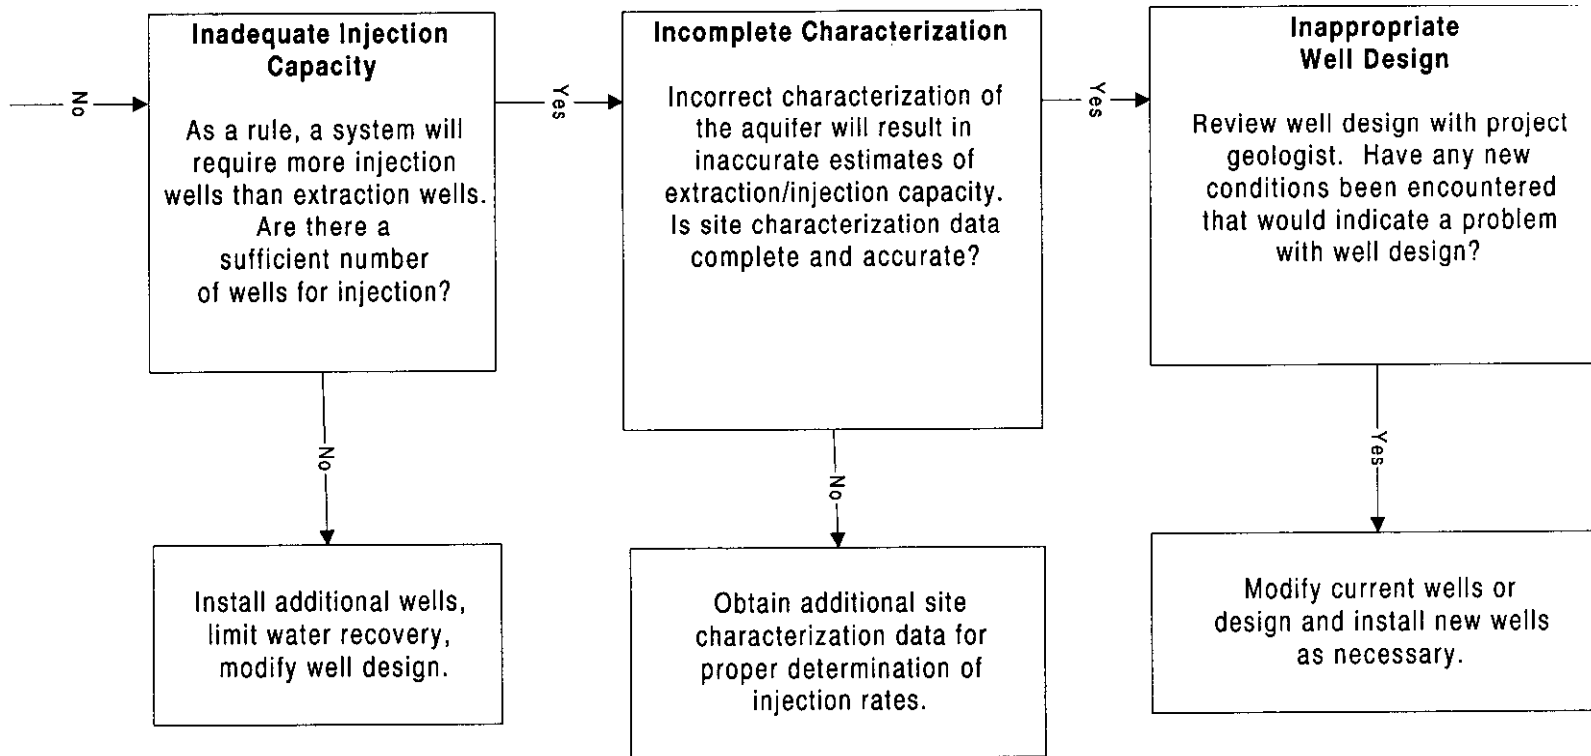 Inadequate Injection
Capacity
As a rule, a system will
require more injection
wells than extraction wells.
Are there a
sufficient number
of wells for injection?
Incomplete Characterization
Incorrect characterization of
the aquifer will result in
inaccurate estimates of
extraction/injection capacity.
Is site characterization data
complete and accurate?
Inappropriate
Well Design
Review well design with project
geologist. Have any new
conditions been encountered
that would indicate a problem
with well design?
No
Yes
Yes
No
No
Yes
Install additional wells,
limit water recovery,
modify well design.
Obtain additional site
characterization data for
proper determination of
injection rates.
Modify current wells or
design and install new wells
as necessary.